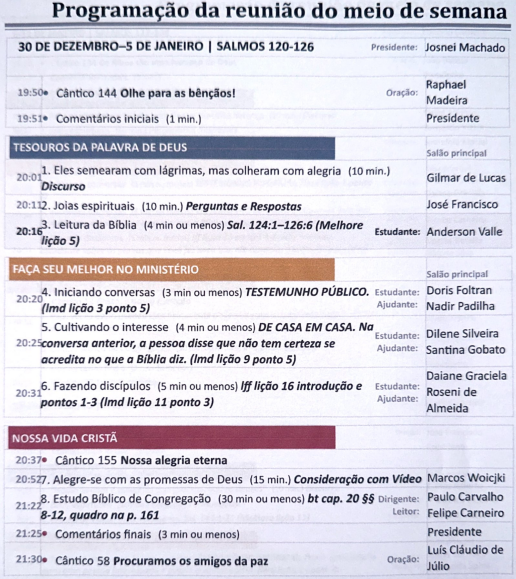 Programação da reunião do meio de semana
30 DE DEZEMBRO–5 DE JANEIRO | SALMOS 120-126 Presidente: Josnei Machado
19:50• Cântico 144 Olhe para as bênçãos! Oração: Raphael Madeira
19:51• Comentários iniciais (1 min.) Presidente
TESOUROS DA PALAVRA DE DEUS Salão principal
20:01 1. Eles semearam com lágrimas, mas colheram com alegria (10 min.)
Discurso Gilmar de Lucas
20:11 2. Joias espirituais (10 min.) Perguntas e Respostas José Francisco
20:16 3. Leitura da Bíblia (4 min ou menos) Sal. 124:1–126:6 (Melhore
lição 5) Estudante: Anderson Valle
FAÇA SEU MELHOR NO MINISTÉRIO Salão principal
20:20 4. Iniciando conversas (3 min ou menos) TESTEMUNHO PÚBLICO. Estudante: Doris Foltran
(lmd lição 3 ponto 5) Ajudante: Nadir Padilha
5. Cultivando o interesse (4 min ou menos) DE CASA EM CASA. Na
20:25 conversa anterior, a pessoa disse que não tem certeza se Estudante: Dilene Silveira
acredita no que a Bíblia diz. (lmd lição 9 ponto 5) Ajudante: Santina Gobato
20:31 6. Fazendo discípulos (5 min ou menos) lff lição 16 introdução e Estudante: Daiane Graciela
pontos 1-3 (lmd lição 11 ponto 3) Ajudante: Roseni de
Almeida
NOSSA VIDA CRISTÃ
20:37• Cântico 155 Nossa alegria eterna
20:52 7. Alegre-se com as promessas de Deus (15 min.) Consideração com Vídeo Marcos Woicjki
21:22 8. Estudo Bíblico de Congregação (30 min ou menos) bt cap. 20 §§ Dirigente: Paulo Carvalho
8-12, quadro na p. 161 Leitor: Felipe Carneiro
21:25• Comentários finais (3 min ou menos) Presidente
21:30• Cântico 58 Procuramos os amigos da paz Oração: Luís Cláudio de
Júlio